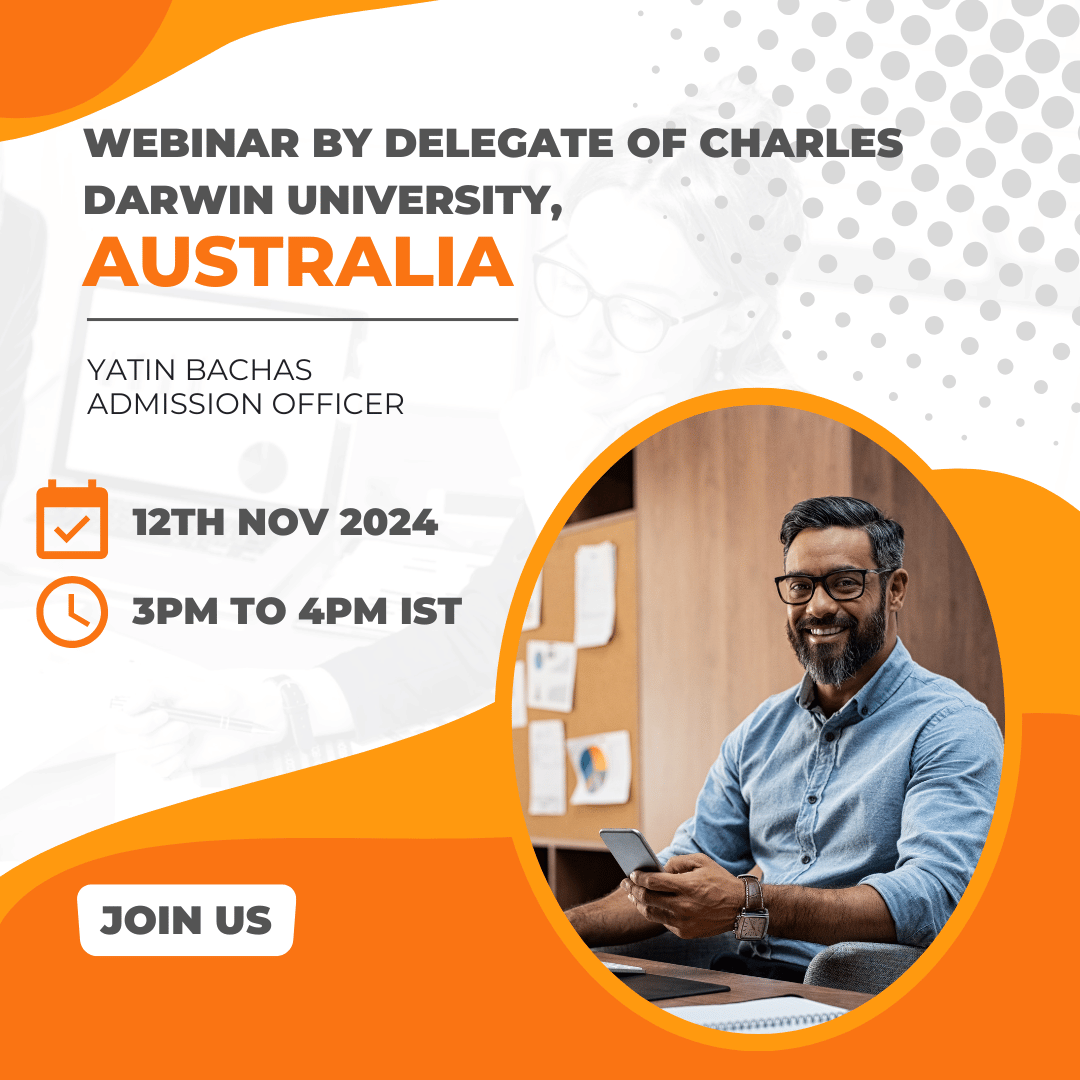 WEBINAR BY DELEGATE OF CHARLES
DARWIN UNIVERSITY,
AUSTRALIA
YATIN BACHAS
ADMISSION OFFICER
12TH NOV 2024
3PM TO 4PM IST
JOIN US